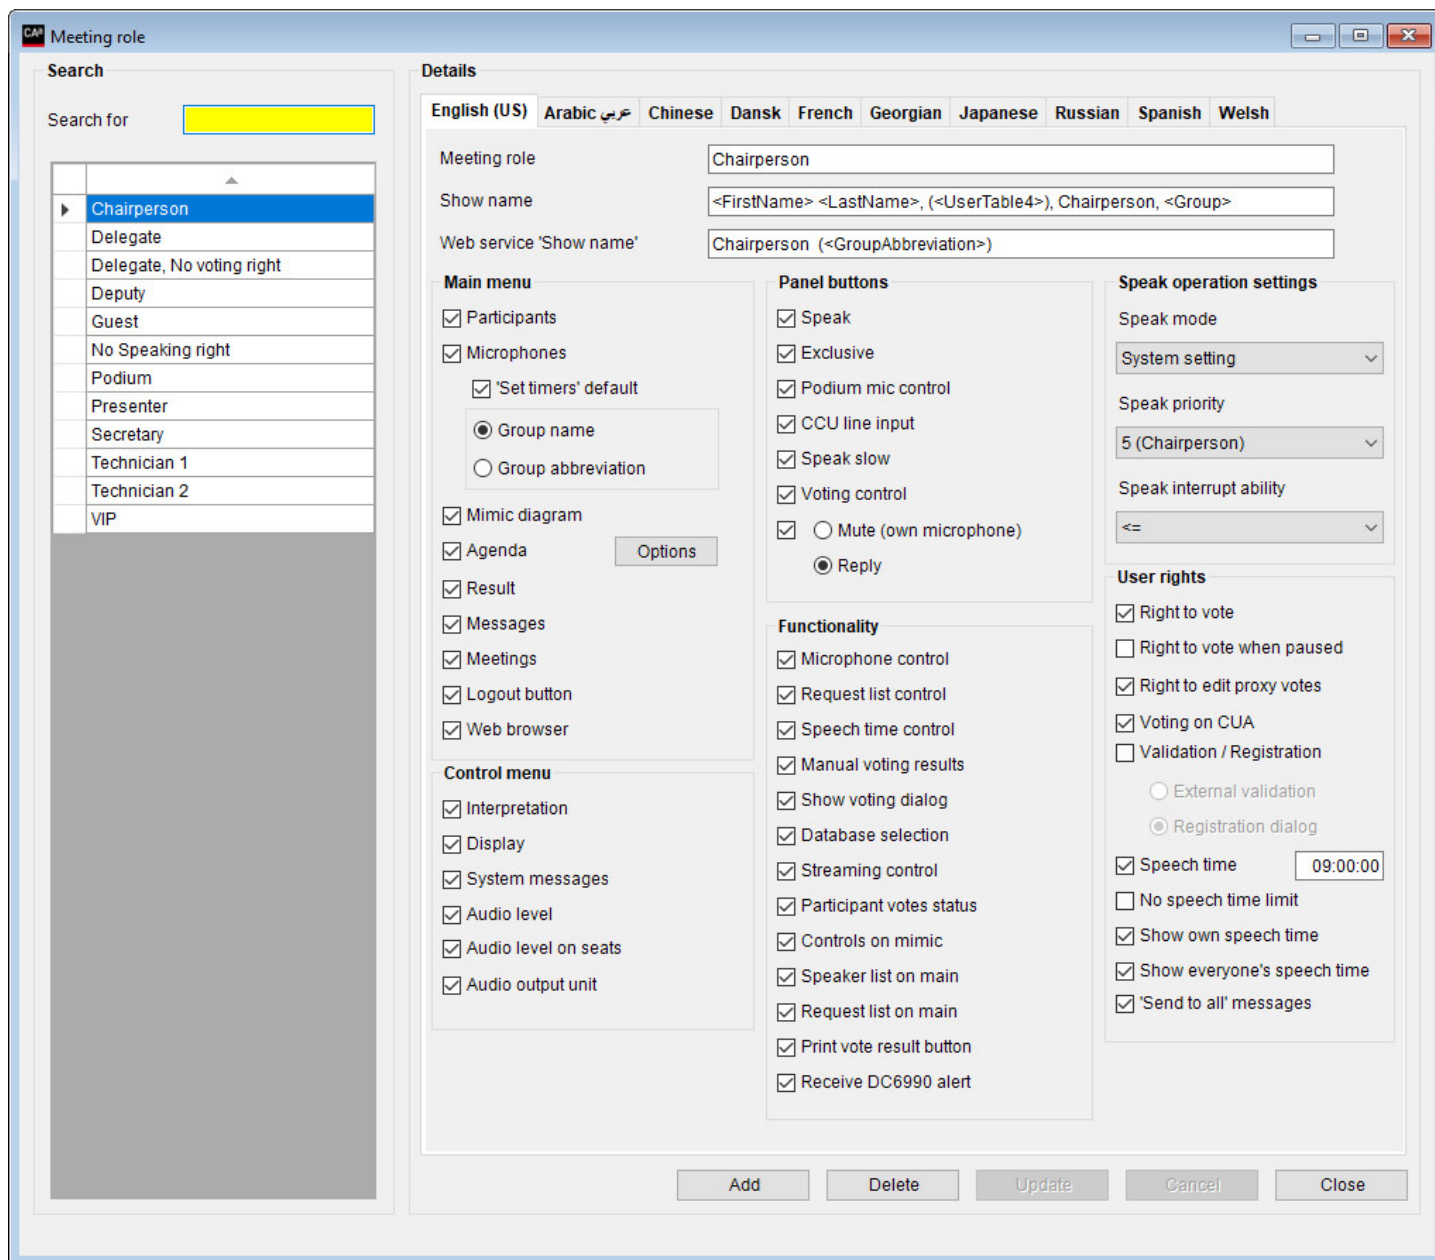 CA³ Meeting role
Search
Search for
Chairperson
Delegate
Delegate, No voting right
Deputy
Guest
No Speaking right
Podium
Presenter
Secretary
Technician 1
Technician 2
VIP
Details
English (US) Arabic عربي Chinese Dansk French Georgian Japanese Russian Spanish Welsh
Meeting role Chairperson
Show name <FirstName> <LastName>, (<UserTable4>), Chairperson, <Group>
Web service 'Show name' Chairperson (<GroupAbbreviation>)
Main menu
Participants
Microphones
'Set timers' default
Group name
Group abbreviation
Mimic diagram
Agenda Options
Result
Messages
Meetings
Logout button
Web browser
Control menu
Interpretation
Display
System messages
Audio level
Audio level on seats
Audio output unit
Panel buttons
Speak
Exclusive
Podium mic control
CCU line input
Speak slow
Voting control
Mute (own microphone)
Reply
Functionality
Microphone control
Request list control
Speech time control
Manual voting results
Show voting dialog
Database selection
Streaming control
Participant votes status
Controls on mimic
Speaker list on main
Request list on main
Print vote result button
Receive DC6990 alert
Speak operation settings
Speak mode
System setting
Speak priority
5 (Chairperson)
Speak interrupt ability
<=
User rights
Right to vote
Right to vote when paused
Right to edit proxy votes
Voting on CUA
Validation / Registration
External validation
Registration dialog
Speech time 09:00:00
No speech time limit
Show own speech time
Show everyone's speech time
'Send to all' messages
Add Delete Update Cancel Close